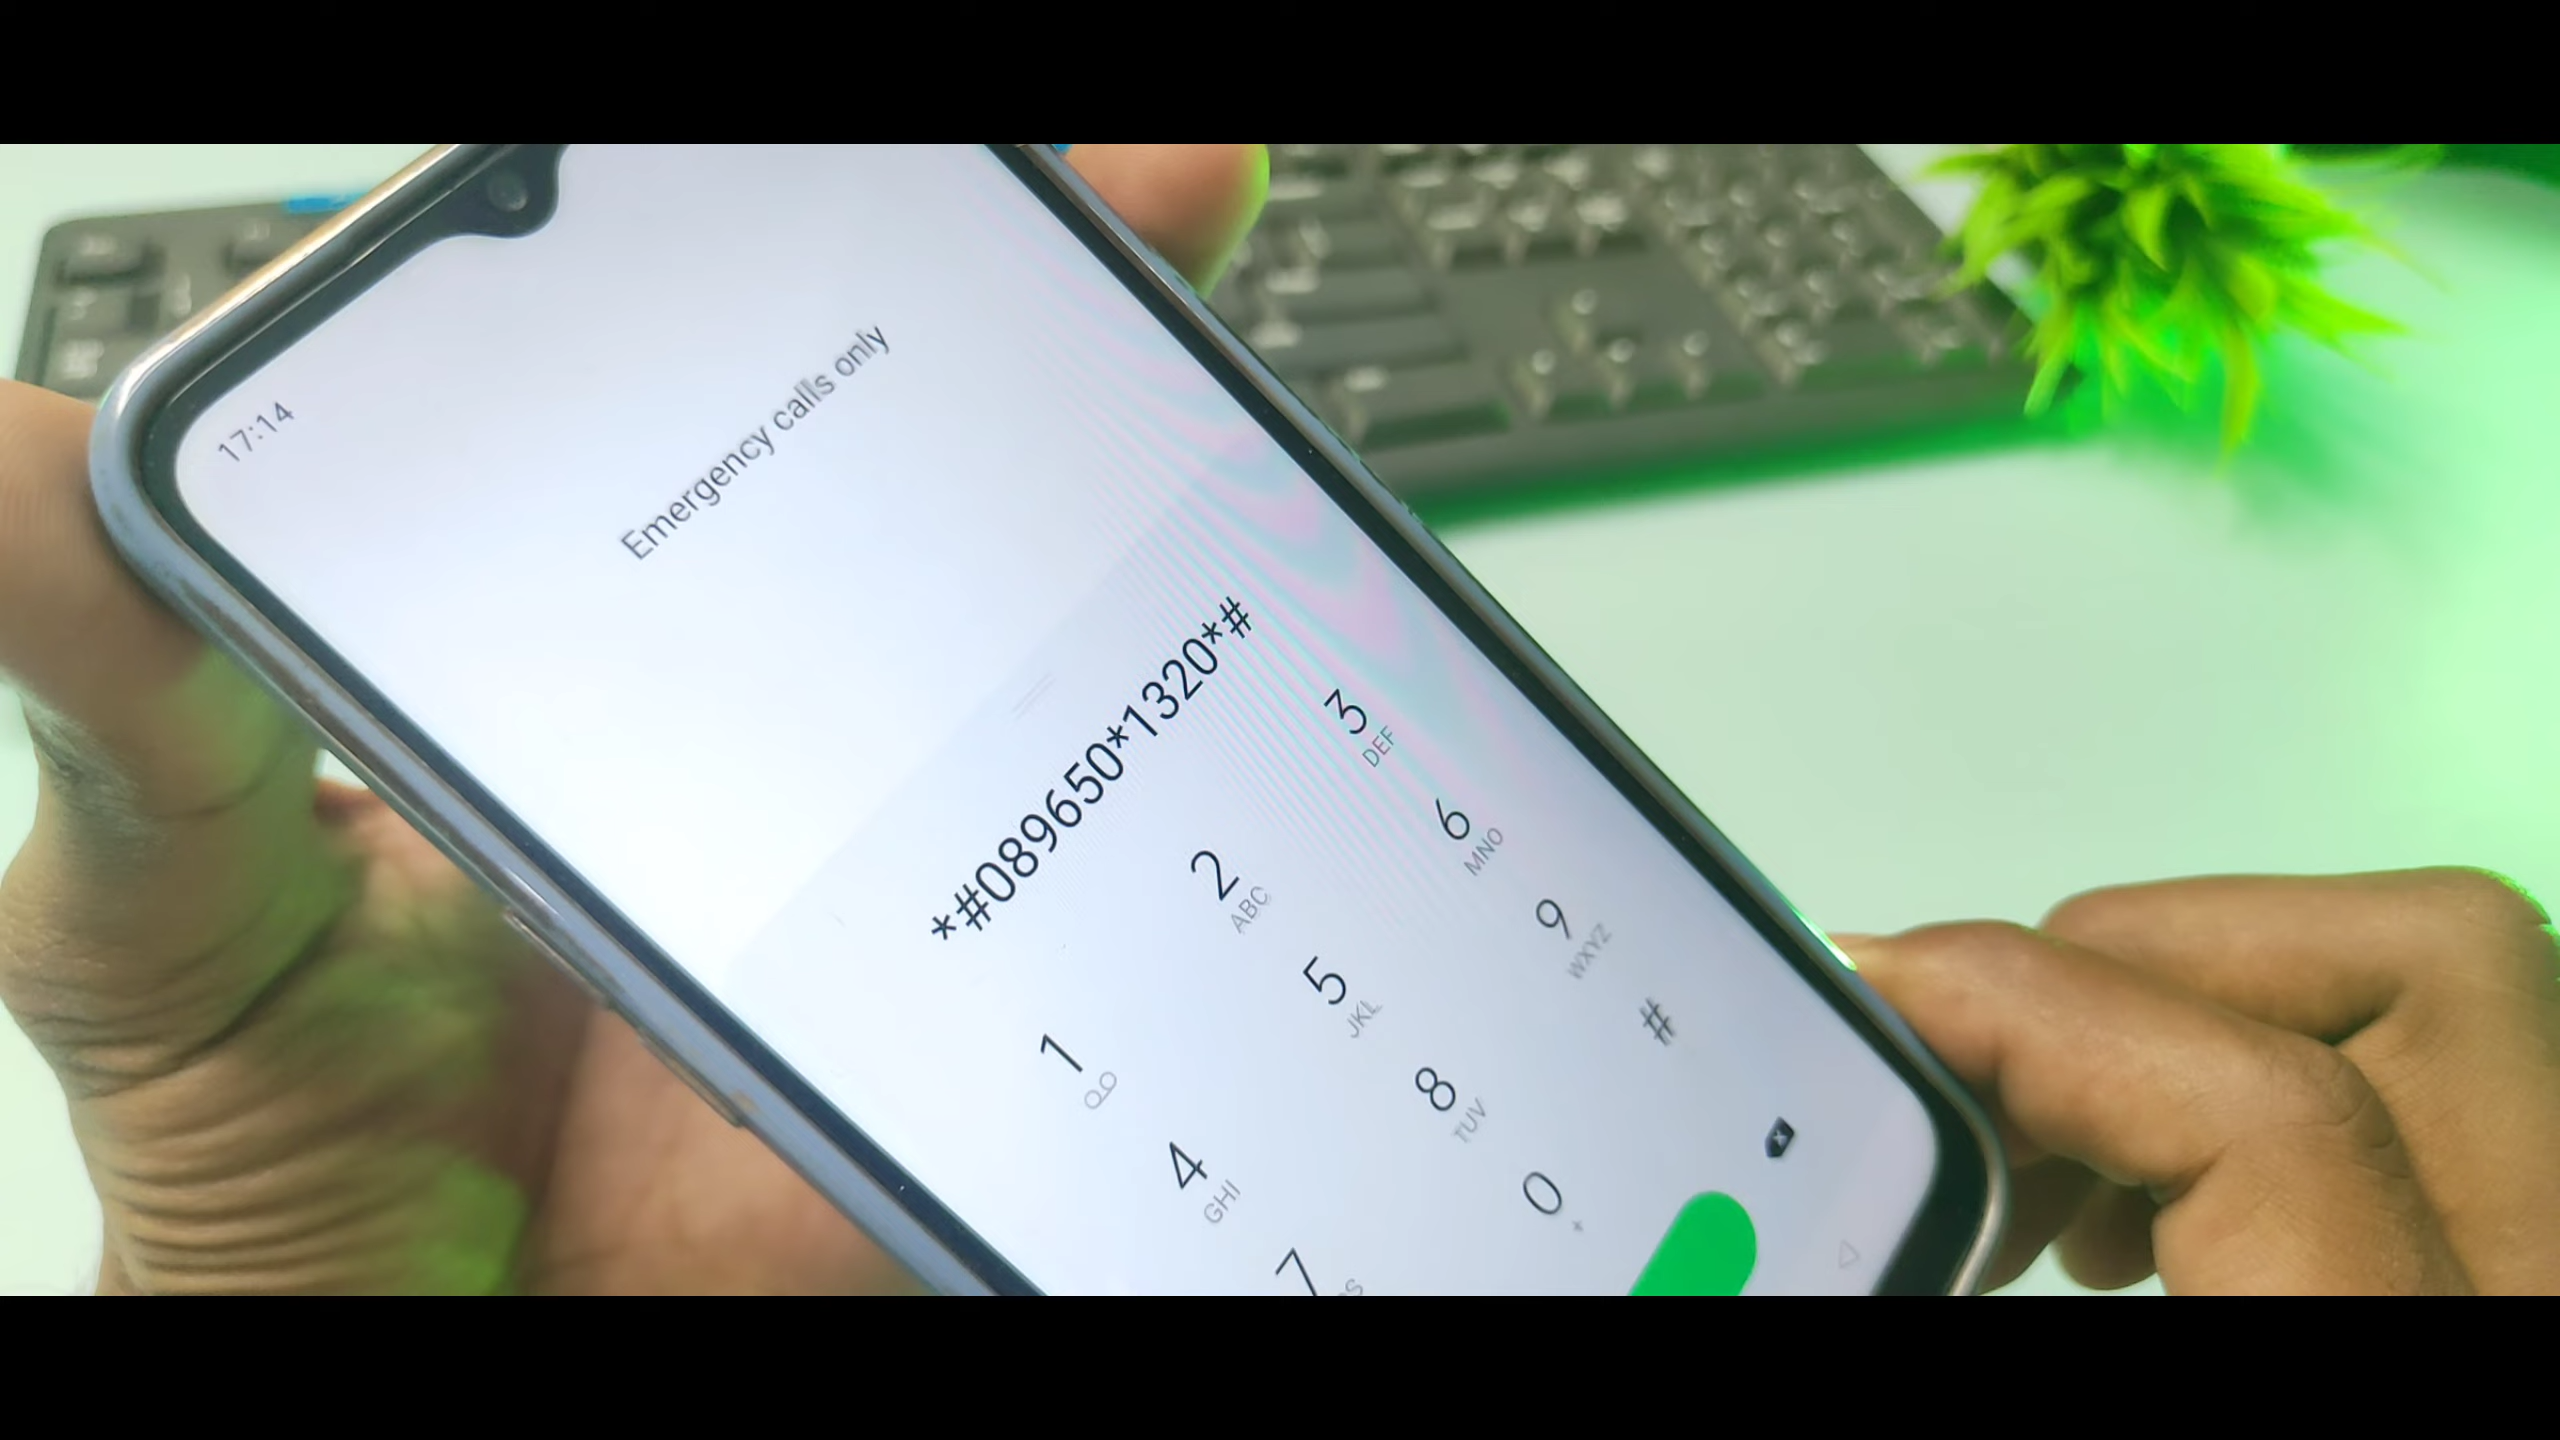 17:14
Emergency calls only
*#089650*1320*#
1
2 ABC
3 DEF
4 GHI
5 JKL
6 MNO
7
8 TUV
9 WXYZ
0 +
#